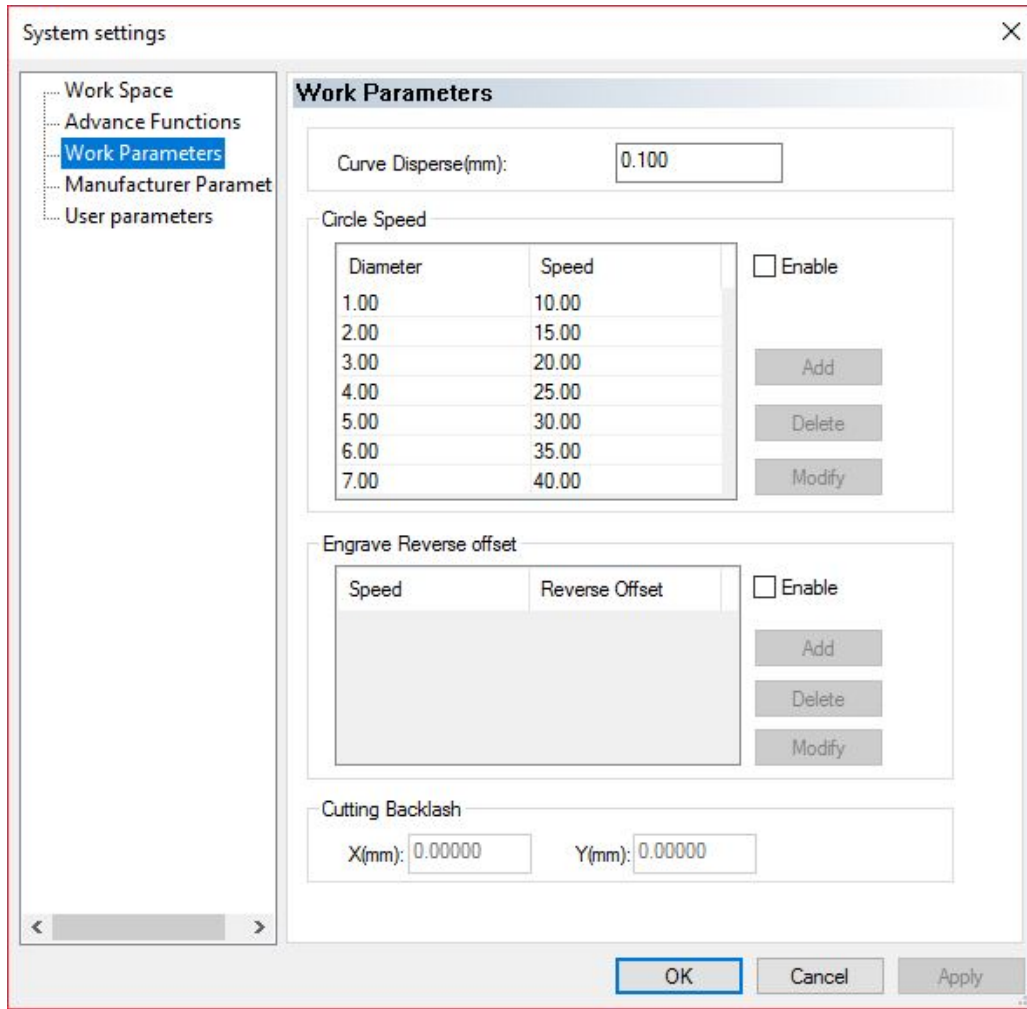 System settings
Work Space
Advance Functions
Work Parameters
Manufacturer Paramet
User parameters
Work Parameters
Curve Disperse(mm): 0.100
Circle Speed
Diameter Speed
1.00 10.00
2.00 15.00
3.00 20.00
4.00 25.00
5.00 30.00
6.00 35.00
7.00 40.00
Enable
Add
Delete
Modify
Engrave Reverse offset
Speed Reverse Offset
Enable
Add
Delete
Modify
Cutting Backlash
X(mm): 0.00000 Y(mm): 0.00000
OK Cancel Apply